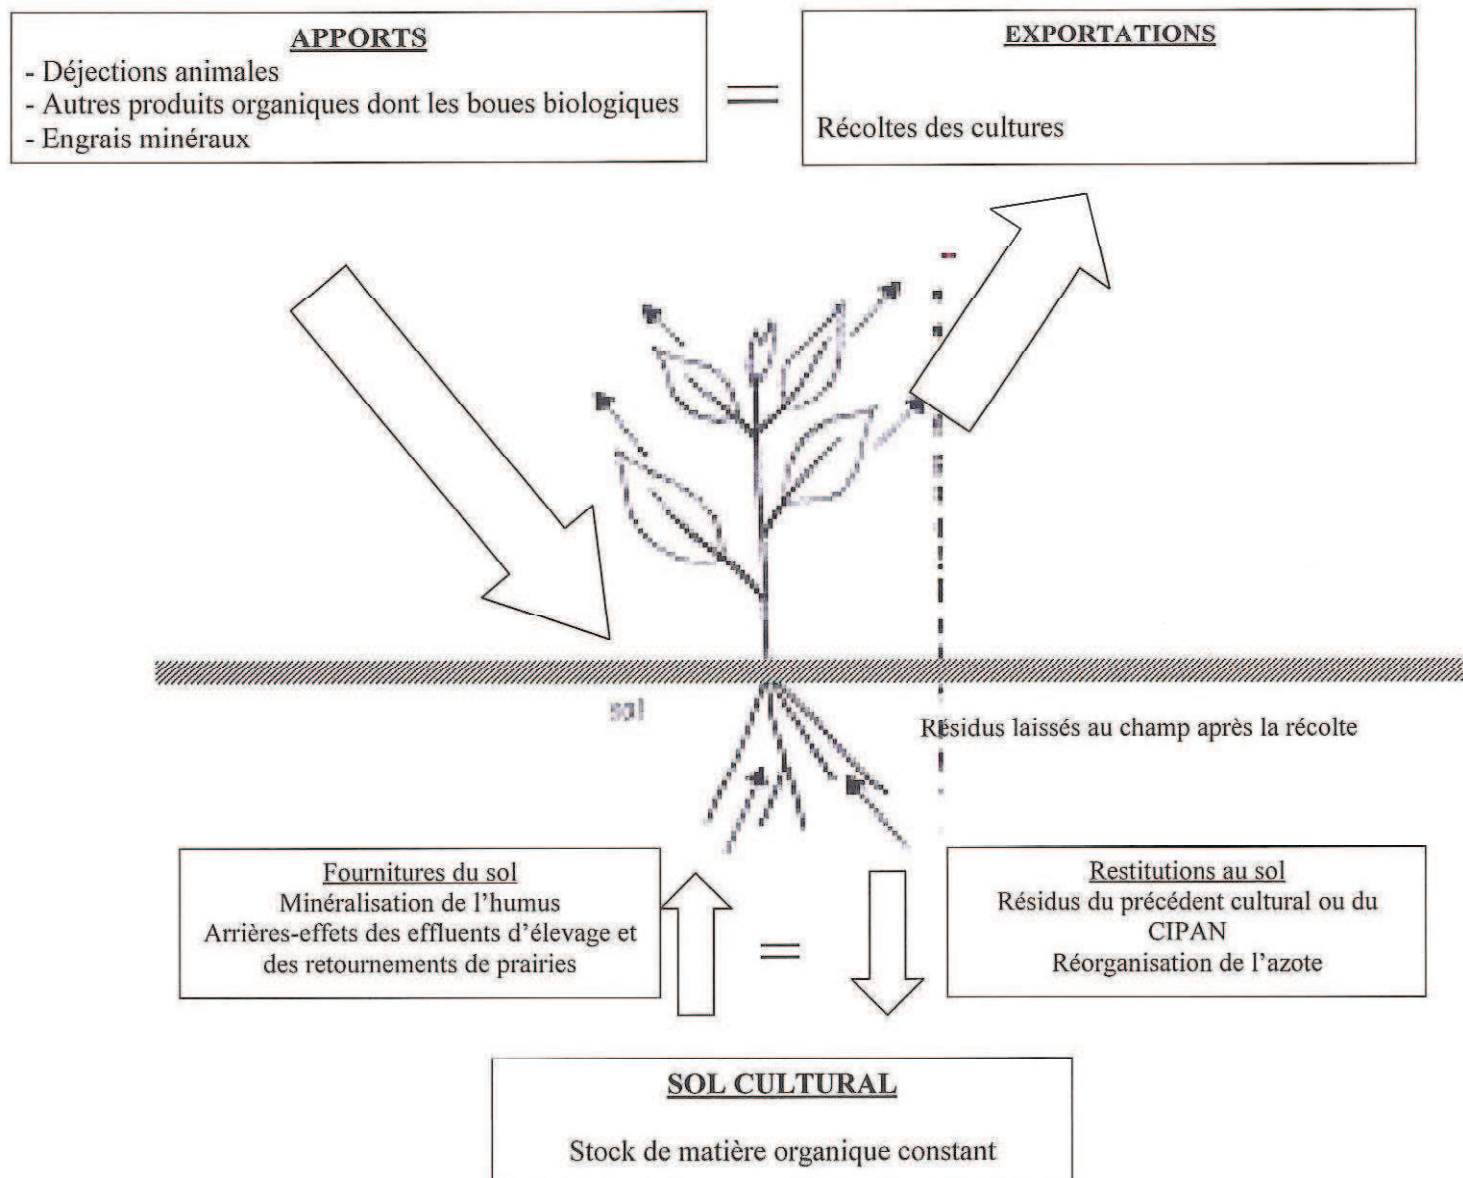 APPORTS
- Déjections animales
- Autres produits organiques dont les boues biologiques
- Engrais minéraux
=
EXPORTATIONS
Récoltes des cultures
sol
Résidus laissés au champ après la récolte
Fournitures du sol
Minéralisation de l'humus
Arrières-effets des effluents d'élevage et
des retournements de prairies
=
Restitutions au sol
Résidus du précédent cultural ou du
CIPAN
Réorganisation de l'azote
SOL CULTURAL
Stock de matière organique constant